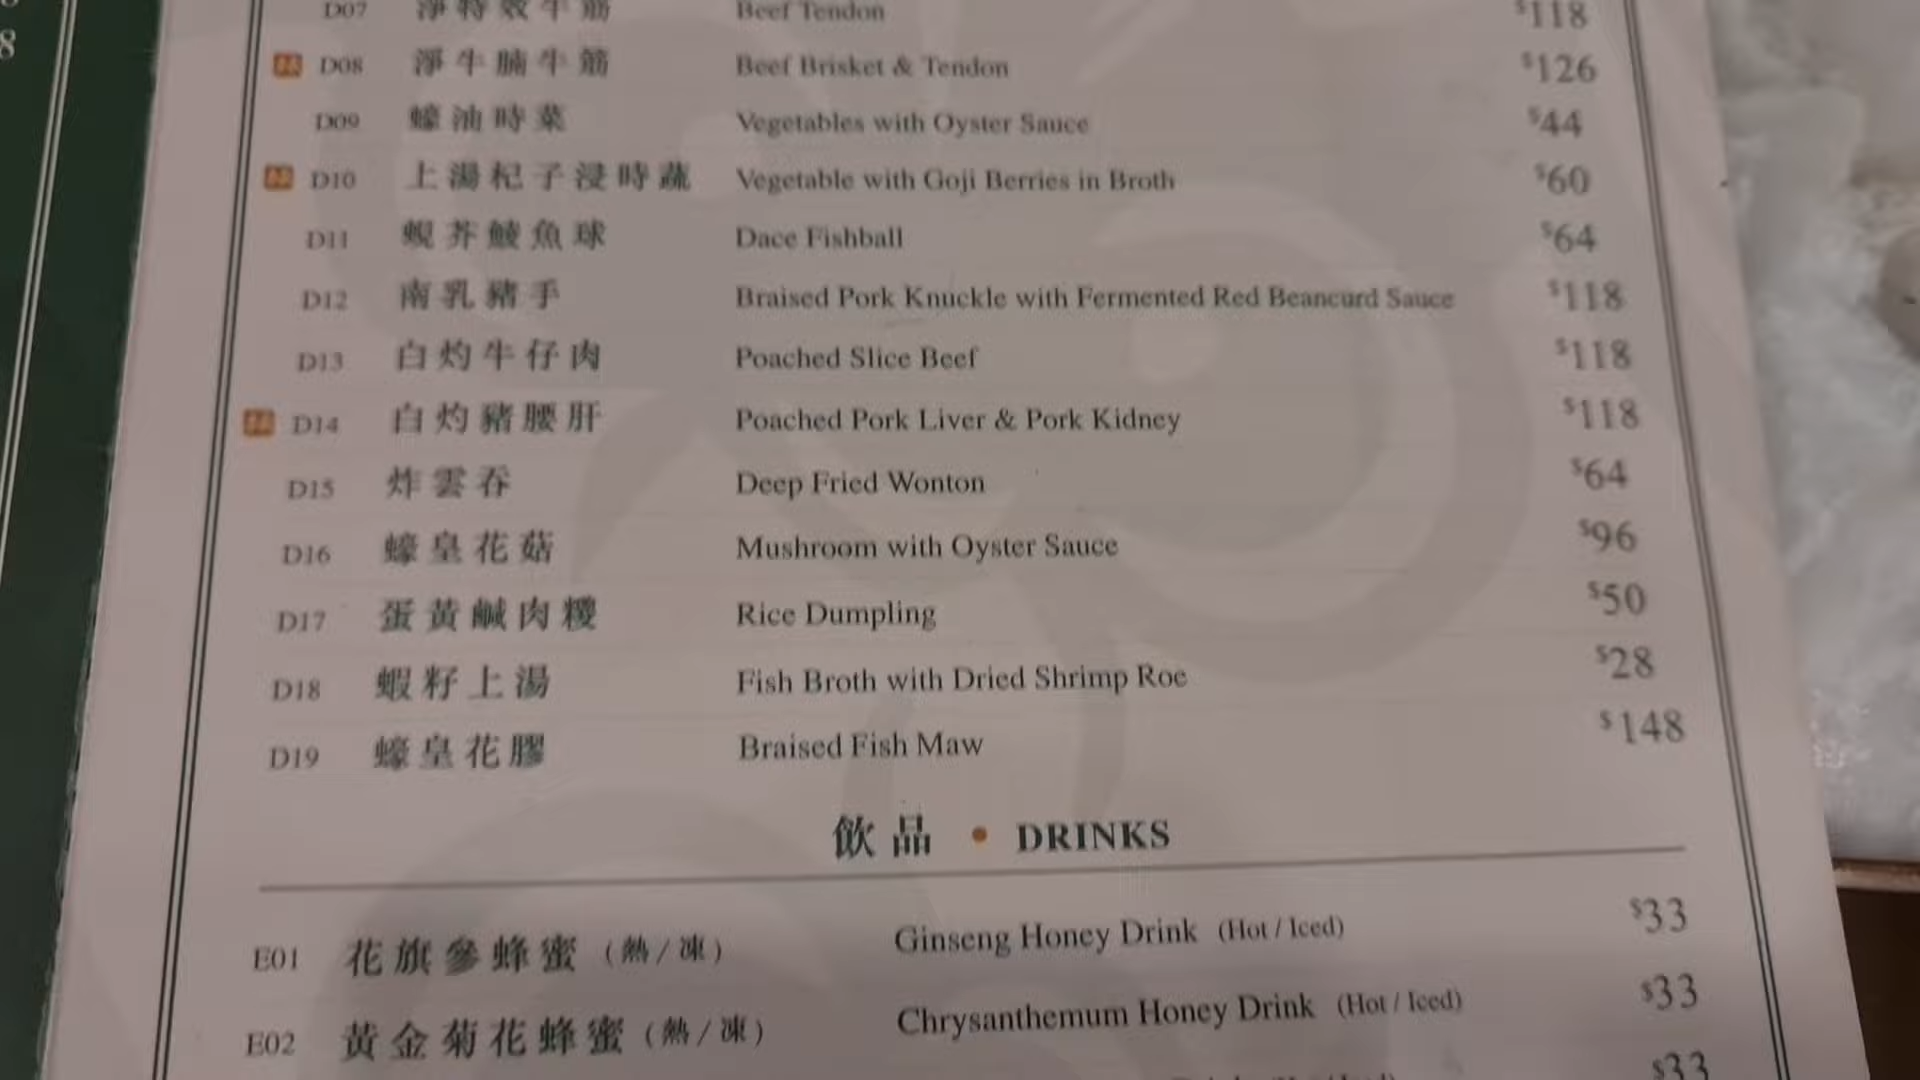 8
D07 淨特效牛筋 Beef Tendon $118
D08 淨牛腩牛筋 Beef Brisket & Tendon $126
D09 蠔油時菜 Vegetables with Oyster Sauce $44
D10 上湯杞子浸時蔬 Vegetable with Goji Berries in Broth $60
D11 蜆芥鯪魚球 Dace Fishball $64
D12 南乳豬手 Braised Pork Knuckle with Fermented Red Beancurd Sauce $118
D13 白灼牛仔肉 Poached Slice Beef $118
D14 白灼豬腰肝 Poached Pork Liver & Pork Kidney $118
D15 炸雲吞 Deep Fried Wonton $64
D16 蠔皇花菇 Mushroom with Oyster Sauce $96
D17 蛋黃鹹肉糭 Rice Dumpling $50
D18 蝦籽上湯 Fish Broth with Dried Shrimp Roe $28
D19 蠔皇花膠 Braised Fish Maw $148
飲品 • DRINKS
E01 花旗參蜂蜜 (熱/凍) Ginseng Honey Drink (Hot / Iced) $33
E02 黃金菊花蜂蜜 (熱/凍) Chrysanthemum Honey Drink (Hot / Iced) $33
$33